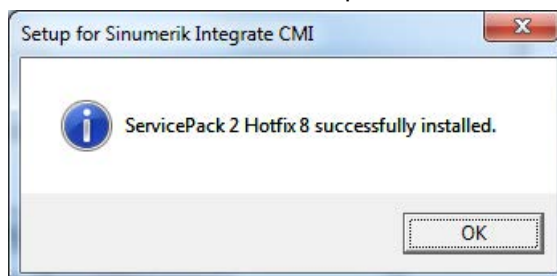 Setup for Sinumerik Integrate CMI
ServicePack 2 Hotfix 8 successfully installed.
OK